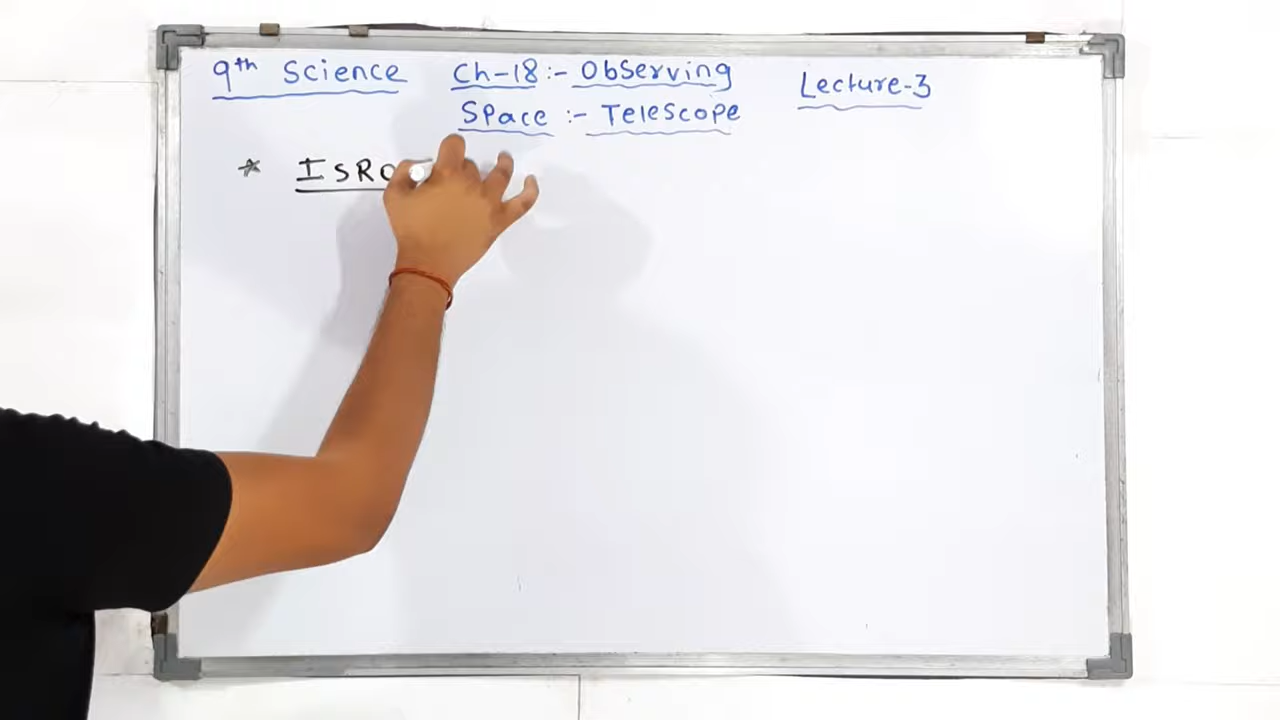 9th Science Ch-18:- Observing Lecture-3
Space :- Telescope
* ISRO